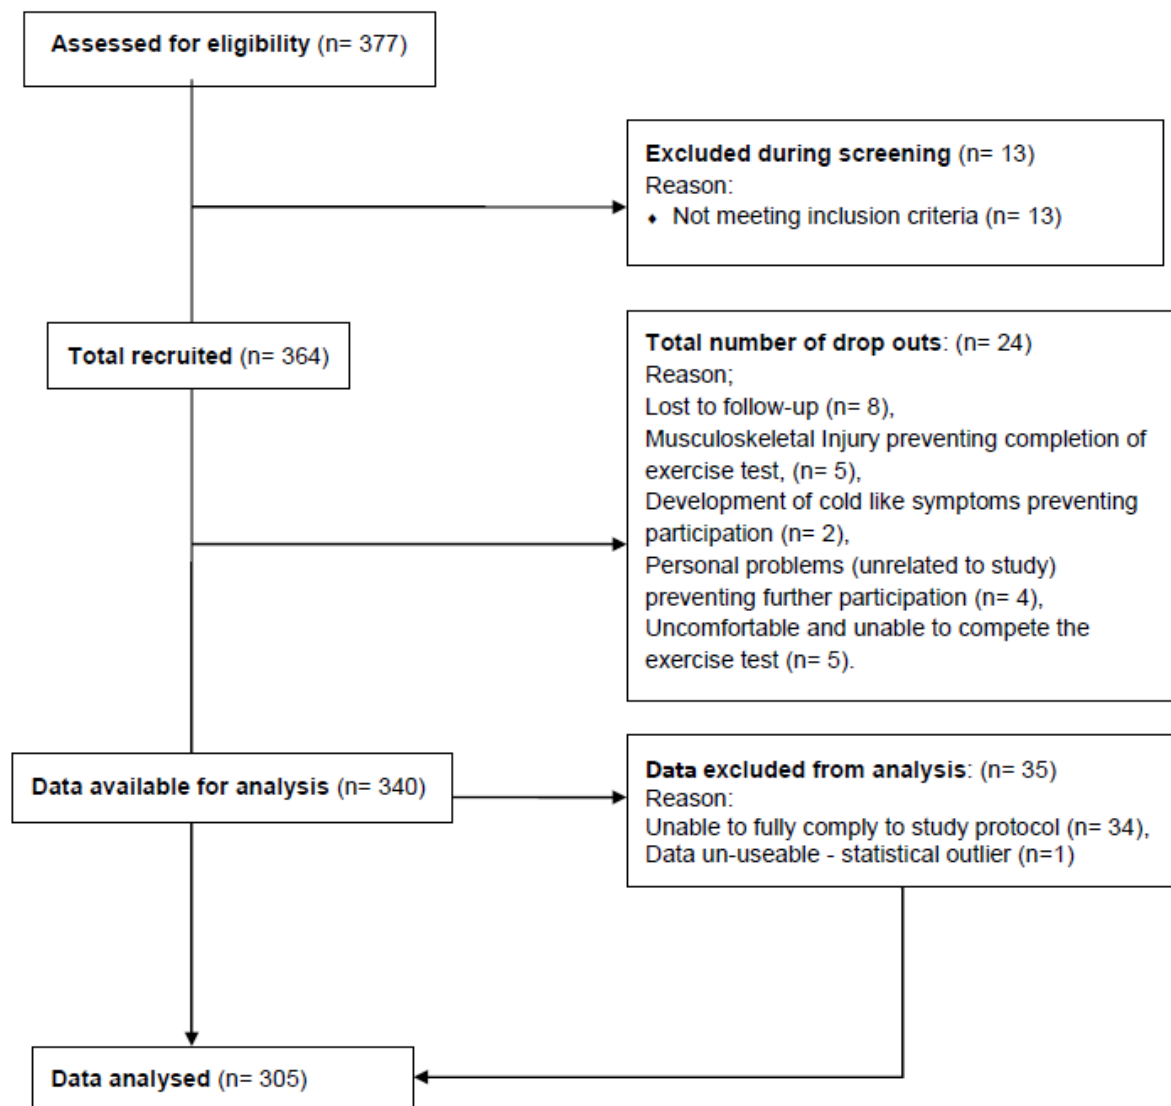 Assessed for eligibility (n= 377)
Excluded during screening (n= 13)
Reason:
⬧ Not meeting inclusion criteria (n= 13)
Total recruited (n= 364)
Total number of drop outs: (n= 24)
Reason;
Lost to follow-up (n= 8),
Musculoskeletal Injury preventing completion of
exercise test, (n= 5),
Development of cold like symptoms preventing
participation (n= 2),
Personal problems (unrelated to study)
preventing further participation (n= 4),
Uncomfortable and unable to compete the
exercise test (n= 5).
Data available for analysis (n= 340)
Data excluded from analysis: (n= 35)
Reason:
Unable to fully comply to study protocol (n= 34),
Data un-useable - statistical outlier (n=1)
Data analysed (n= 305)